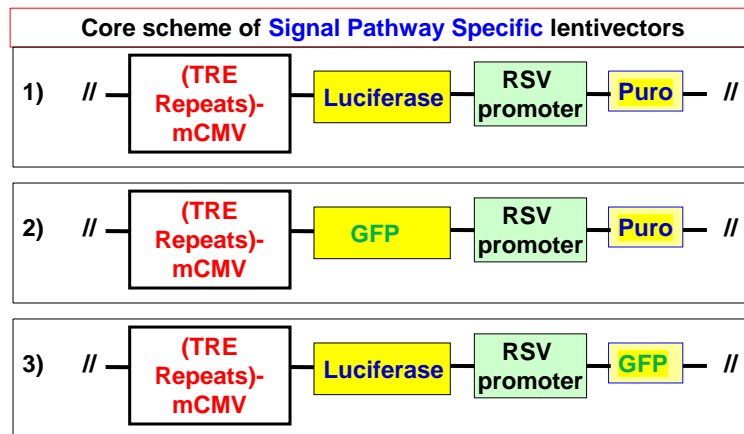 Core scheme of Signal Pathway Specific lentivectors
1) // (TRE Repeats)-mCMV Luciferase RSV promoter Puro //
2) // (TRE Repeats)-mCMV GFP RSV promoter Puro //
3) // (TRE Repeats)-mCMV Luciferase RSV promoter GFP //